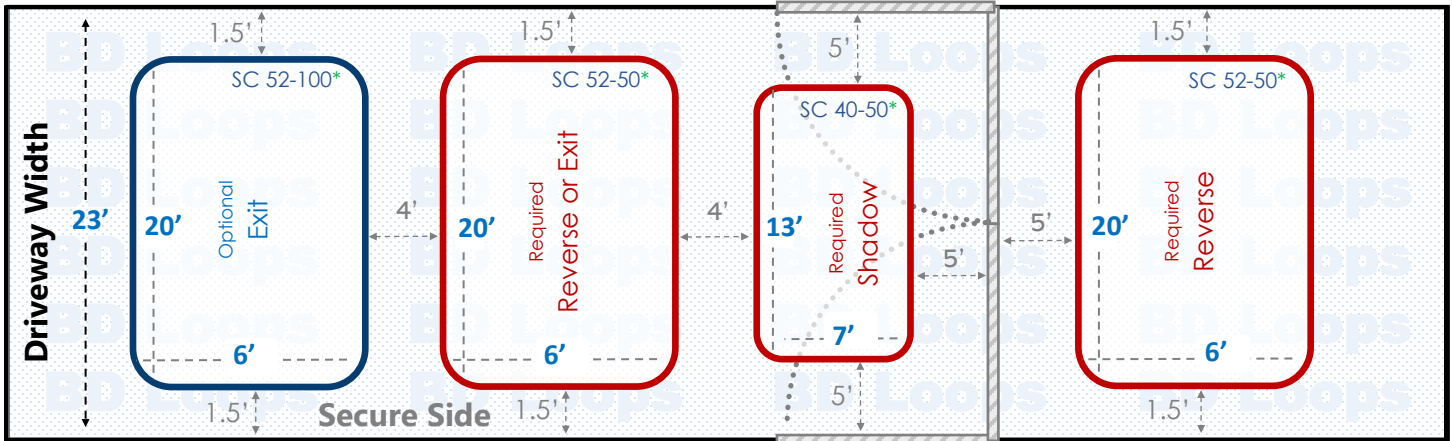 Driveway Width
23’
1.5’
SC 52-100*
20’
Optional
Exit
6’
1.5’
4’
1.5’
SC 52-50*
20’
Required
Reverse or Exit
6’
1.5’
4’
5’
SC 40-50*
13’
Required
Shadow
7’
5’
5’
5’
1.5’
SC 52-50*
20’
Required
Reverse
6’
1.5’
Secure Side
BD Loops